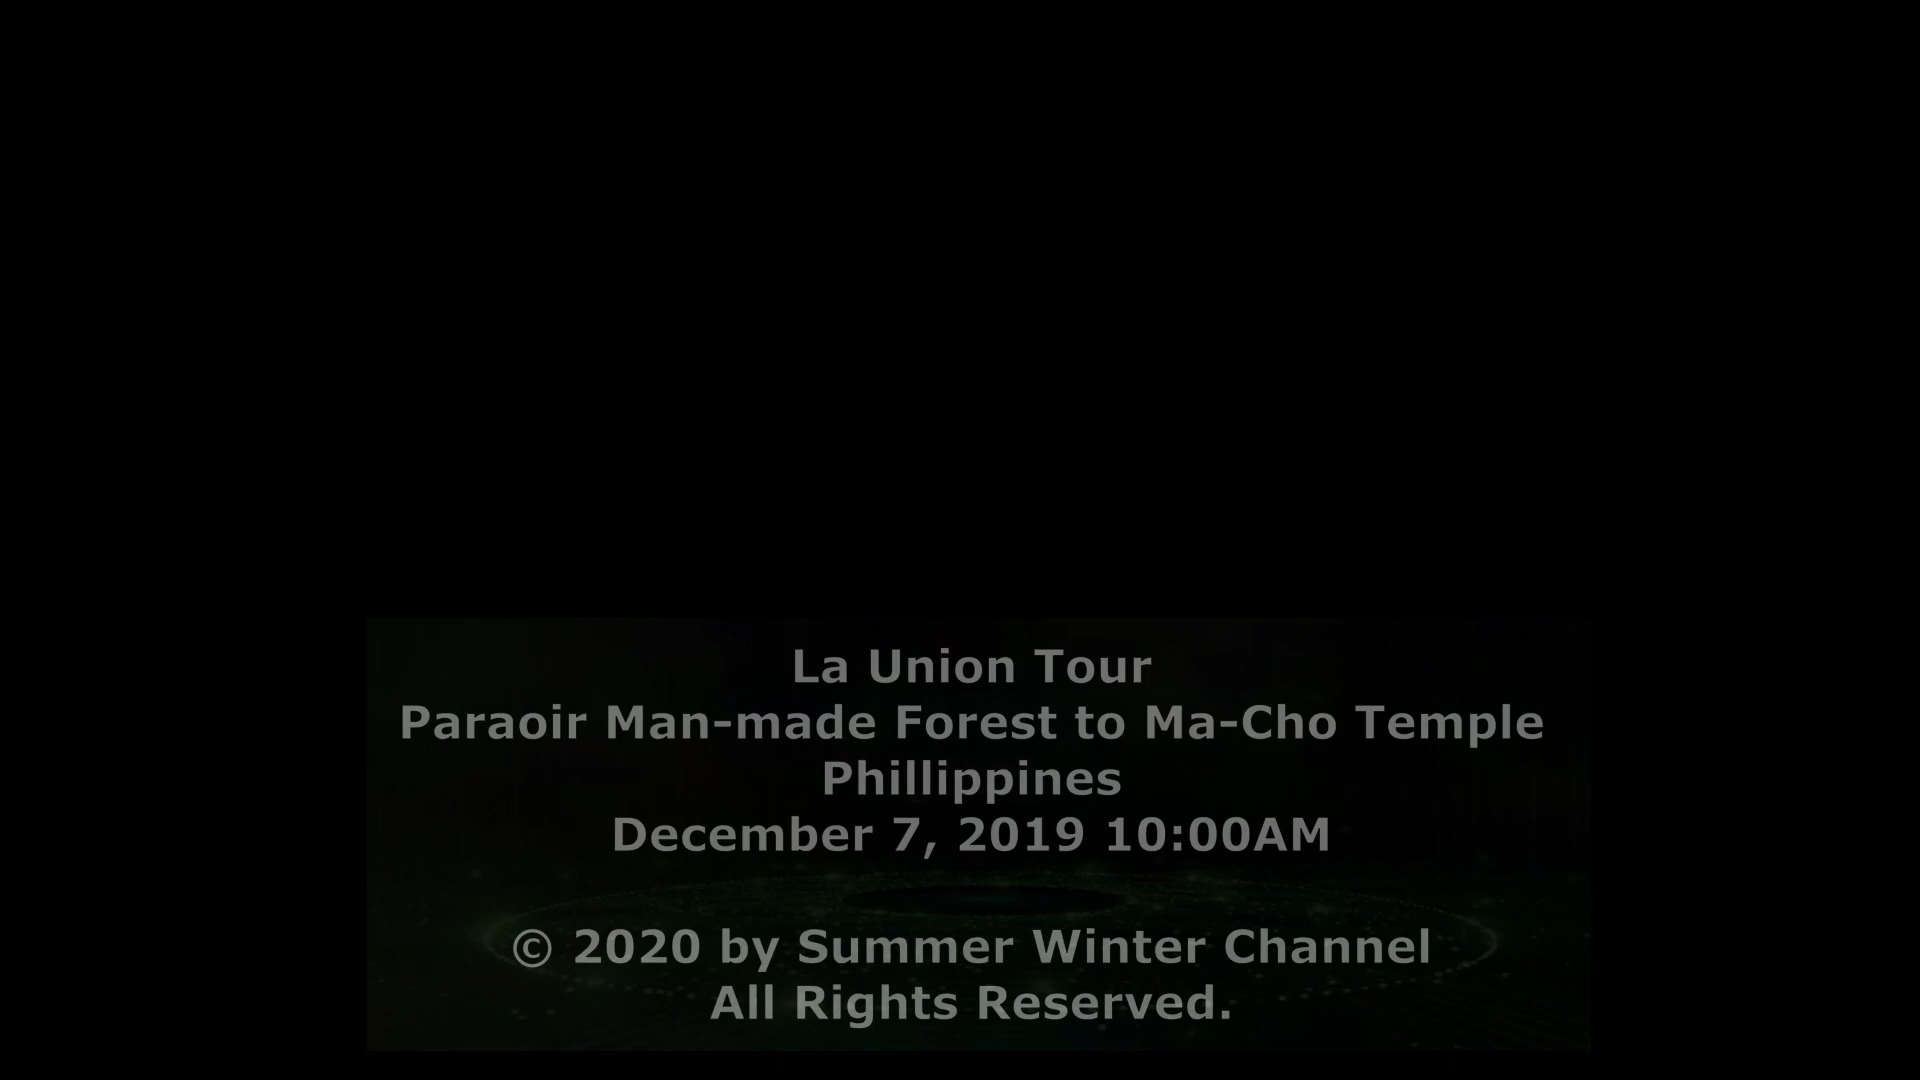 La Union Tour
Paraoir Man-made Forest to Ma-Cho Temple
Phillippines
December 7, 2019 10:00AM
© 2020 by Summer Winter Channel
All Rights Reserved.